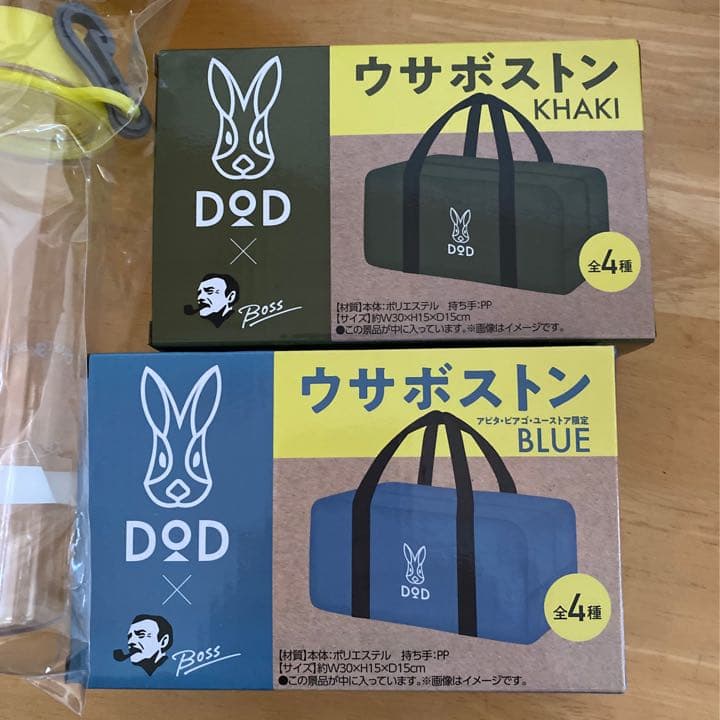 ウサボストン
KHAKI
DOD
×
Boss
DOD
全4種
【材質】本体:ポリエステル 持ち手:PP
【サイズ】約W30×H15×D15cm
●この景品が中に入っています。※画像はイメージです。
ウサボストン
アピタ・ピアゴ・ユーストア限定
BLUE
DOD
×
Boss
DOD
全4種
【材質】本体:ポリエステル 持ち手:PP
【サイズ】約W30×H15×D15cm
●この景品が中に入っています。※画像はイメージです。